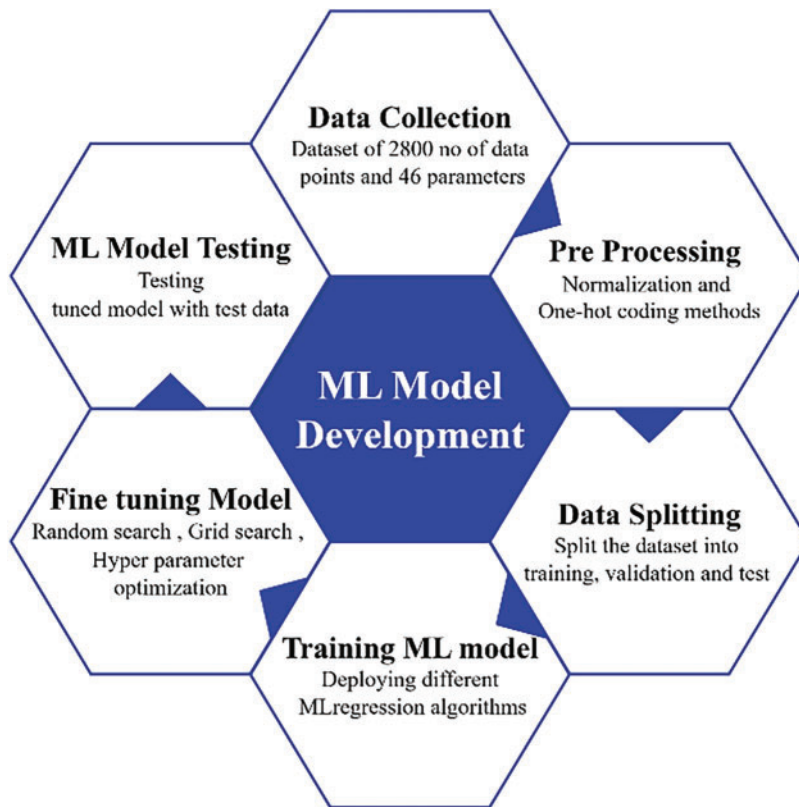 Data Collection
Dataset of 2800 no of data
points and 46 parameters
Pre Processing
Normalization and
One-hot coding methods
Data Splitting
Split the dataset into
training, validation and test
Training ML model
Deploying different
MLregression algorithms
Fine tuning Model
Random search , Grid search ,
Hyper parameter
optimization
ML Model Testing
Testing
tuned model with test data
ML Model
Development